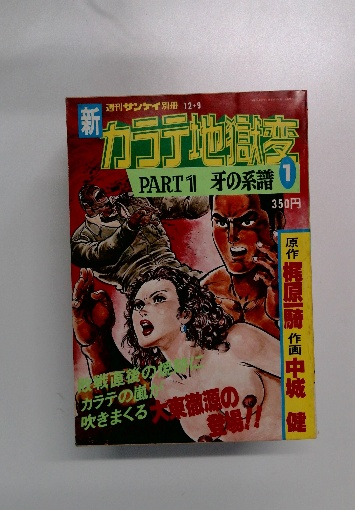 週刊サンケイ別冊 12・9
新
カラテ地獄変
PART1 牙の系譜
1
350円
原作
梶原一騎
作画
中城健
敗戦直後の
カラテの嵐が
吹きまくる
大東徹源の
登場!!